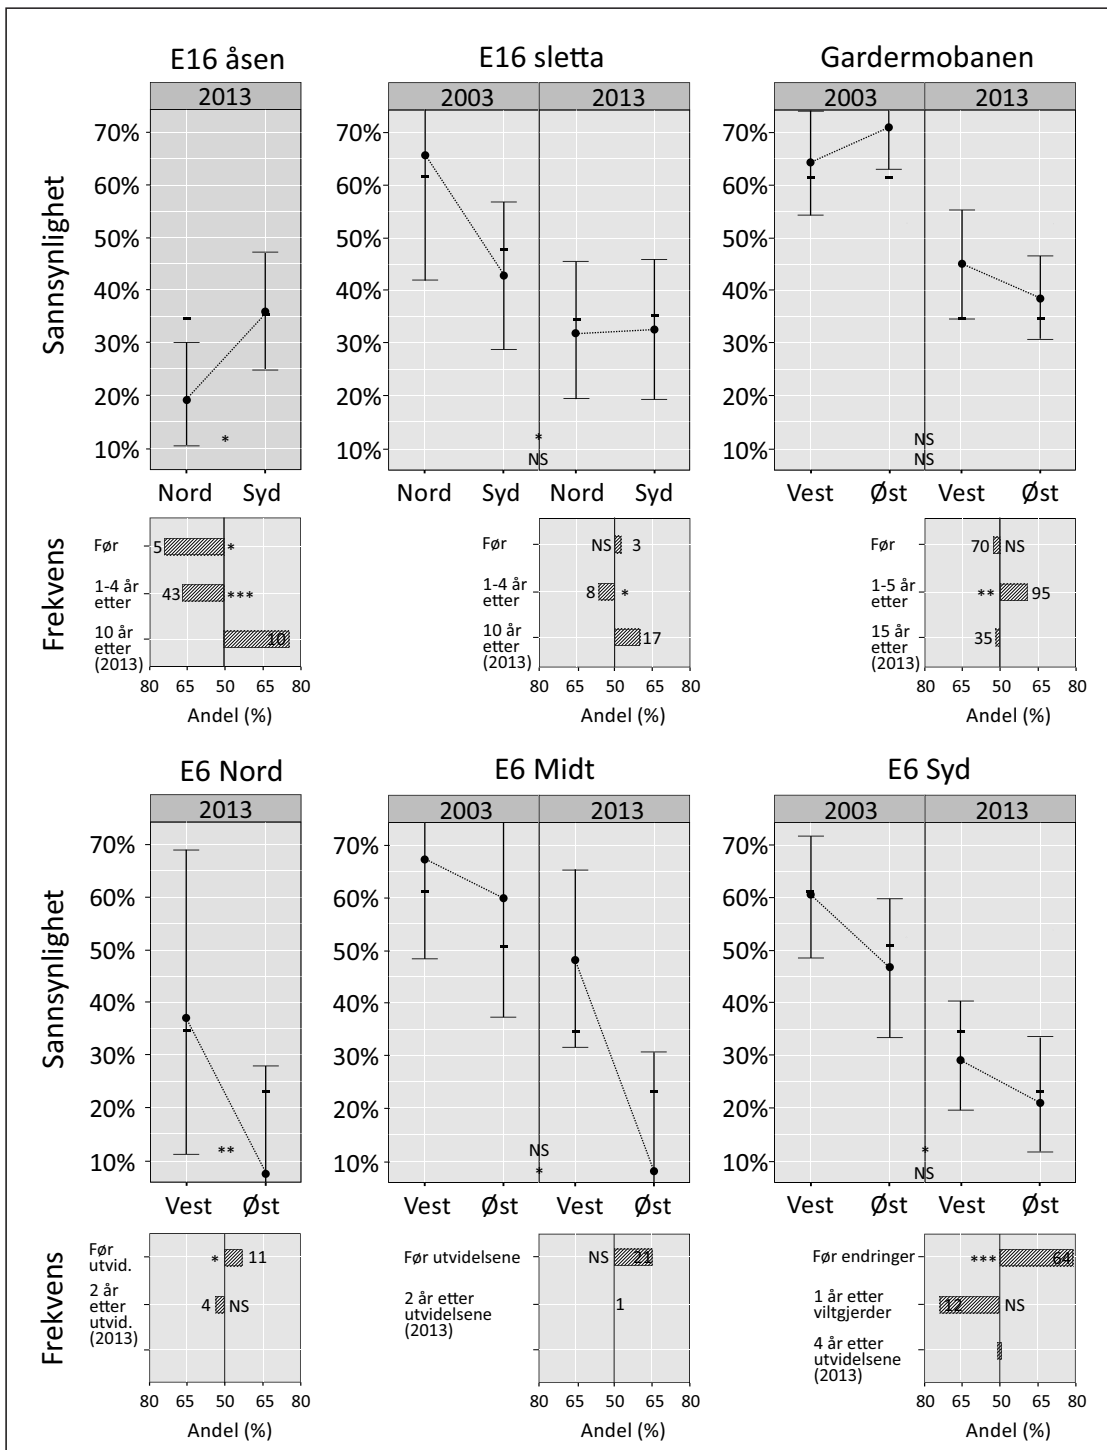 E16 åsen
E16 sletta
Gardermobanen
2013
2003
2013
2003
2013
Sannsynlighet
70%
60%
50%
40%
30%
20%
10%
*
Nord
Syd
70%
60%
50%
40%
30%
20%
10%
*
NS
Nord
Syd
Nord
Syd
70%
60%
50%
40%
30%
20%
10%
NS
NS
Vest
Øst
Vest
Øst
Frekvens
Før
5
*
1-4 år
etter
43
***
10 år
etter
(2013)
10
80
65
50
65
80
Andel (%)
Før
NS
3
1-4 år
etter
8
*
10 år
etter
(2013)
17
80
65
50
65
80
Andel (%)
Før
70
NS
1-5 år
etter
**
95
15 år
etter
(2013)
35
80
65
50
65
80
Andel (%)
E6 Nord
E6 Midt
E6 Syd
2013
2003
2013
2003
2013
Sannsynlighet
70%
60%
50%
40%
30%
20%
10%
**
Vest
Øst
70%
60%
50%
40%
30%
20%
10%
NS
*
Vest
Øst
Vest
Øst
70%
60%
50%
40%
30%
20%
10%
*
NS
Vest
Øst
Vest
Øst
Frekvens
Før
utvid.
*
11
2 år
etter
utvid.
(2013)
4
NS
80
65
50
65
80
Andel (%)
Før utvidelsene
NS
21
2 år etter
utvidelsene
(2013)
1
80
65
50
65
80
Andel (%)
Før endringer
***
64
1 år etter
viltgjerder
12
NS
4 år etter
utvidelsene
(2013)
80
65
50
65
80
Andel (%)